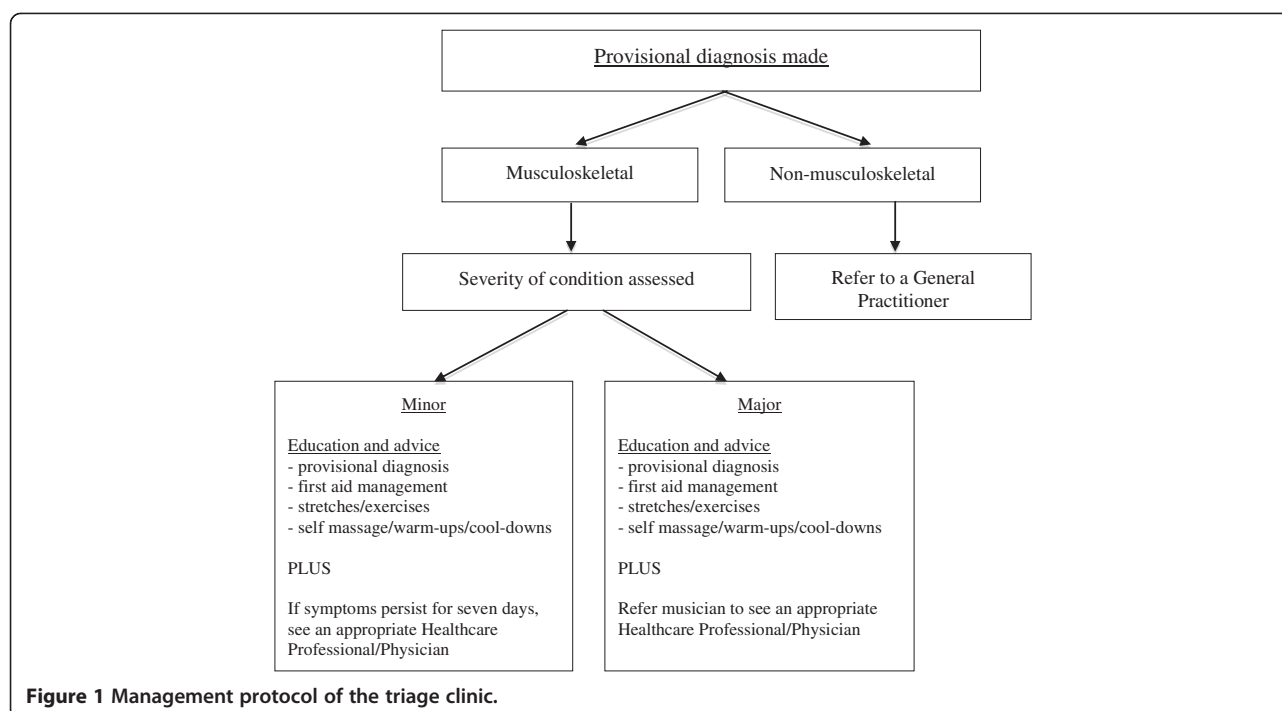 Provisional diagnosis made
Musculoskeletal
Non-musculoskeletal
Severity of condition assessed
Refer to a General
Practitioner
Minor
Education and advice
- provisional diagnosis
- first aid management
- stretches/exercises
- self massage/warm-ups/cool-downs
PLUS
If symptoms persist for seven days,
see an appropriate Healthcare
Professional/Physician
Major
Education and advice
- provisional diagnosis
- first aid management
- stretches/exercises
- self massage/warm-ups/cool-downs
PLUS
Refer musician to see an appropriate
Healthcare Professional/Physician
Figure 1 Management protocol of the triage clinic.